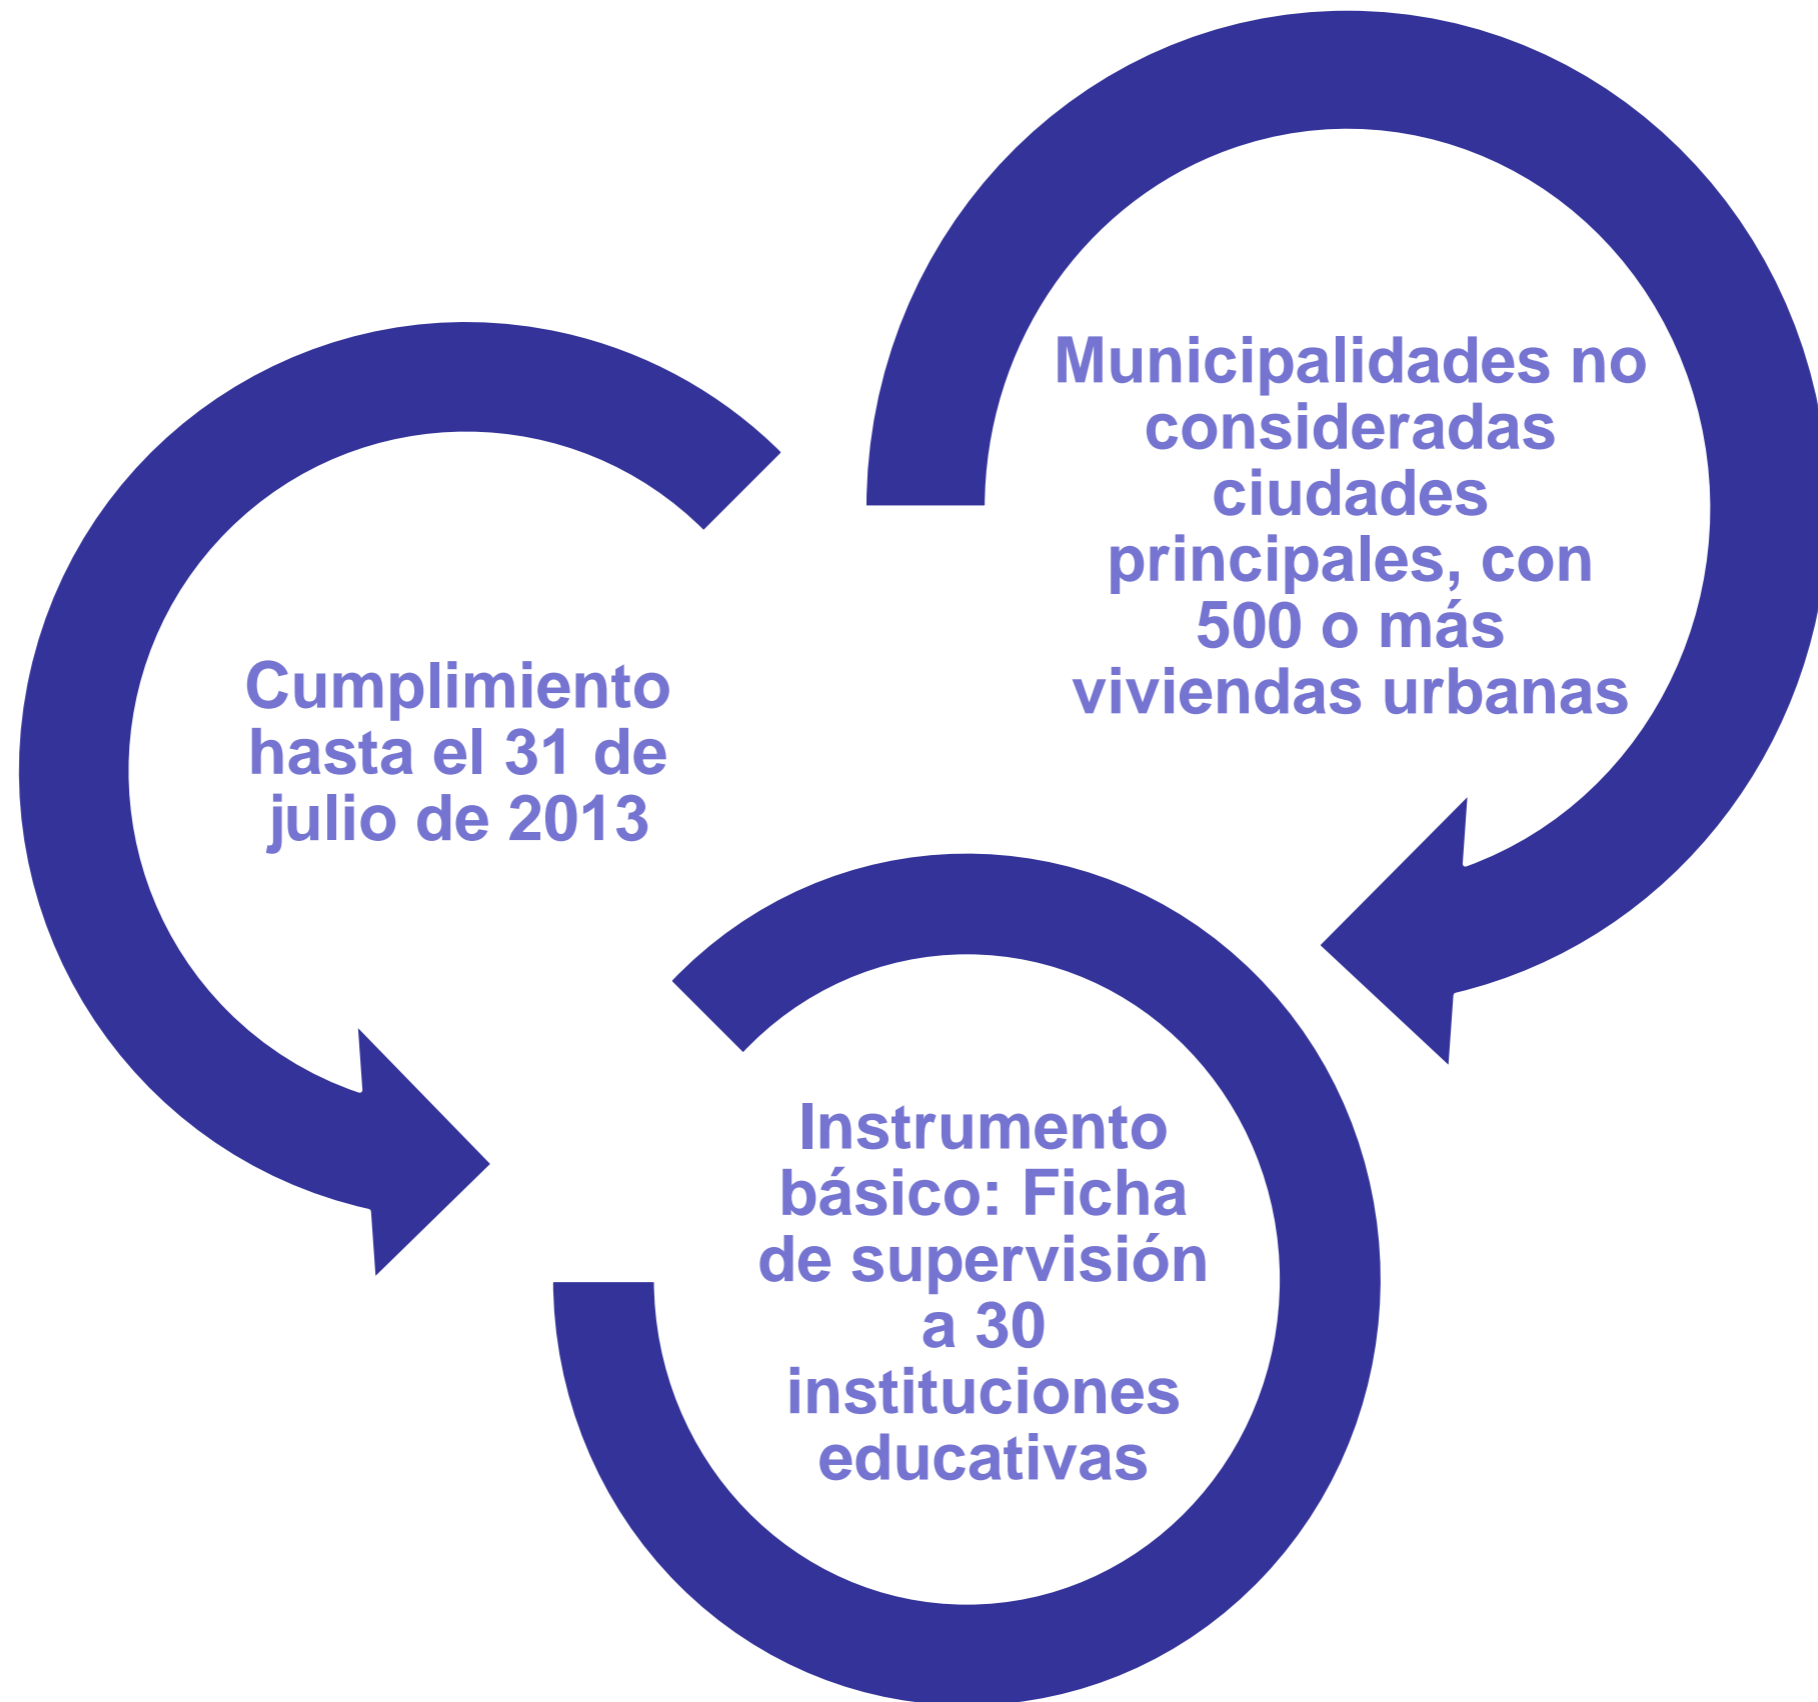 Municipalidades no
consideradas
ciudades
principales, con
500 o más
viviendas urbanas
Cumplimiento
hasta el 31 de
julio de 2013
Instrumento
básico: Ficha
de supervisión
a 30
instituciones
educativas